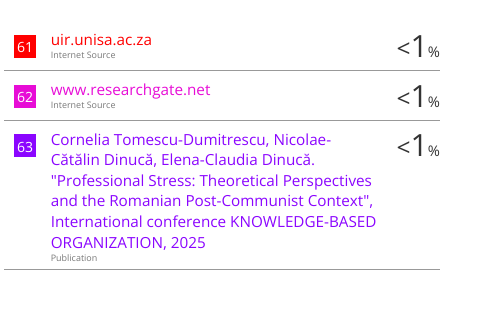 61
uir.unisa.ac.za
Internet Source
<1%
62
www.researchgate.net
Internet Source
<1%
63
Cornelia Tomescu-Dumitrescu, Nicolae-
Cătălin Dinucă, Elena-Claudia Dinucă.
"Professional Stress: Theoretical Perspectives
and the Romanian Post-Communist Context",
International conference KNOWLEDGE-BASED
ORGANIZATION, 2025
Publication
<1%